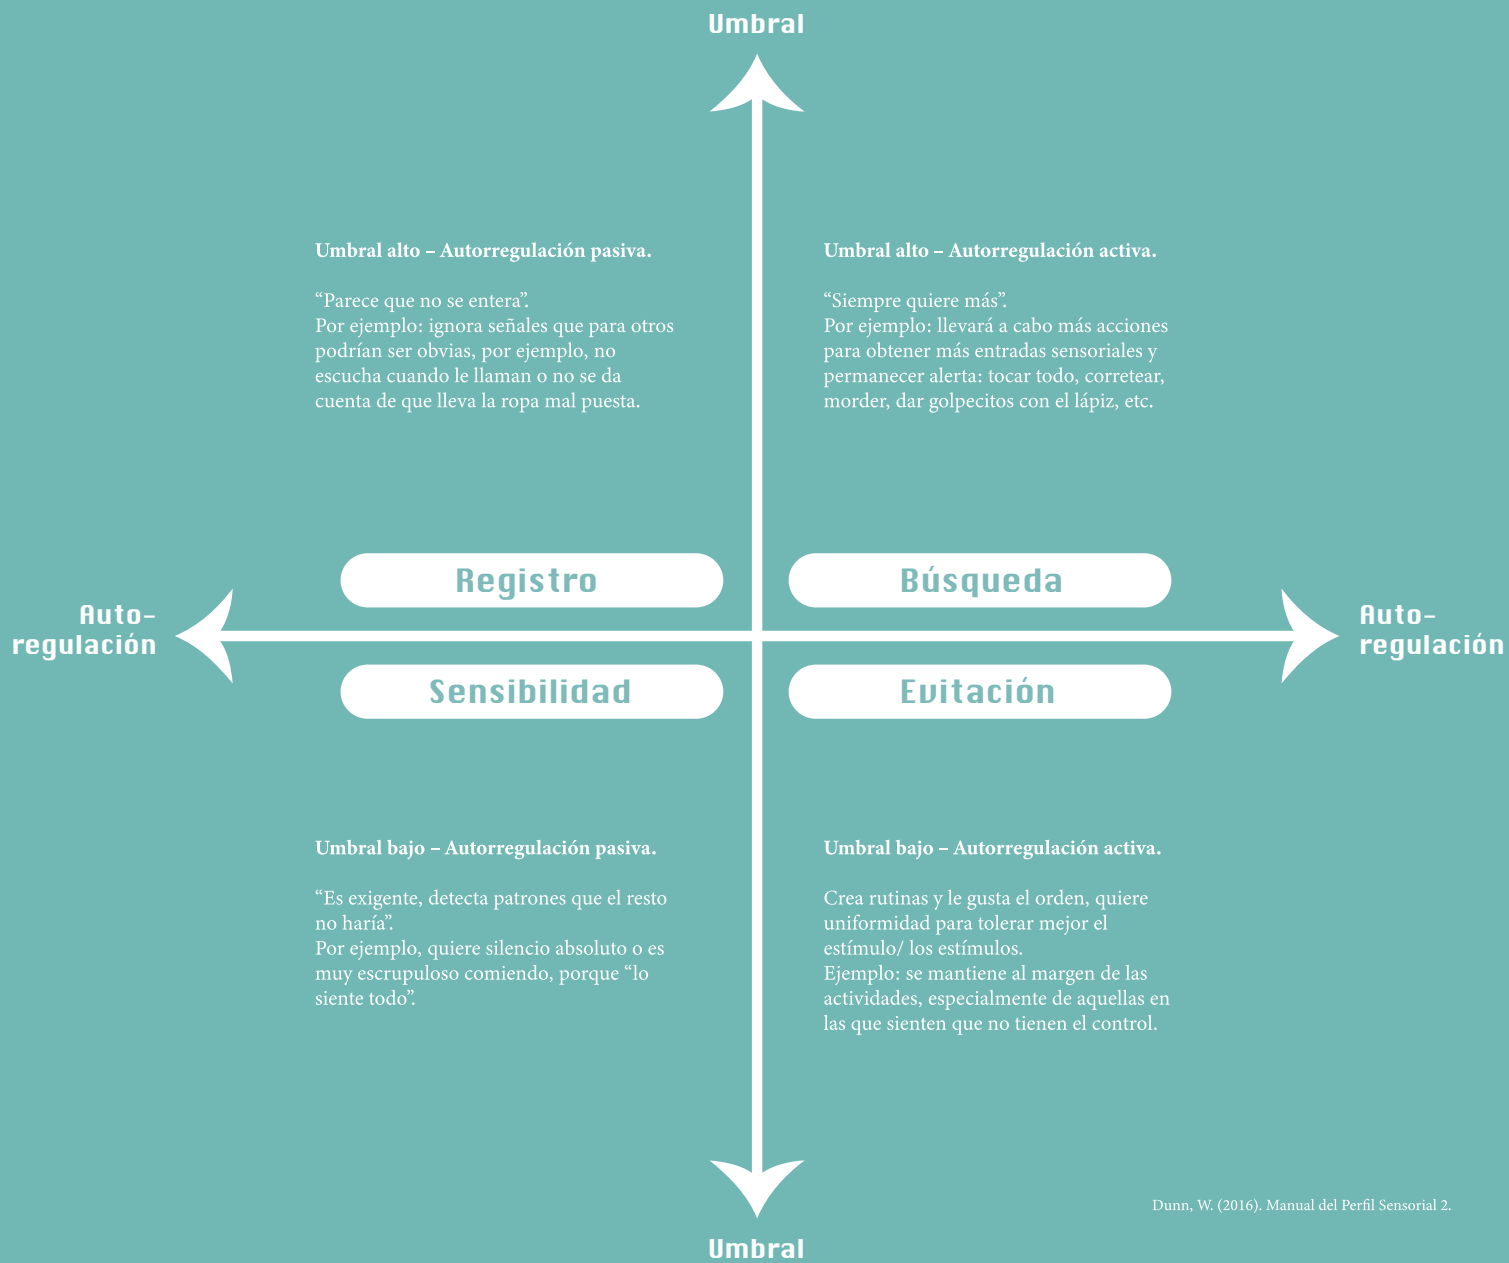 Umbral
Umbral alto – Autorregulación pasiva.
“Parece que no se entera”.
Por ejemplo: ignora señales que para otros
podrían ser obvias, por ejemplo, no
escucha cuando le llaman o no se da
cuenta de que lleva la ropa mal puesta.
Umbral alto – Autorregulación activa.
“Siempre quiere más”.
Por ejemplo: llevará a cabo más acciones
para obtener más entradas sensoriales y
permanecer alerta: tocar todo, corretear,
morder, dar golpecitos con el lápiz, etc.
Registro
Búsqueda
Auto-
regulación
Auto-
regulación
Sensibilidad
Evitación
Umbral bajo – Autorregulación pasiva.
“Es exigente, detecta patrones que el resto
no haría”.
Por ejemplo, quiere silencio absoluto o es
muy escrupuloso comiendo, porque “lo
siente todo”.
Umbral bajo – Autorregulación activa.
Crea rutinas y le gusta el orden, quiere
uniformidad para tolerar mejor el
estímulo/ los estímulos.
Ejemplo: se mantiene al margen de las
actividades, especialmente de aquellas en
las que sienten que no tienen el control.
Dunn, W. (2016). Manual del Perfil Sensorial 2.
Umbral